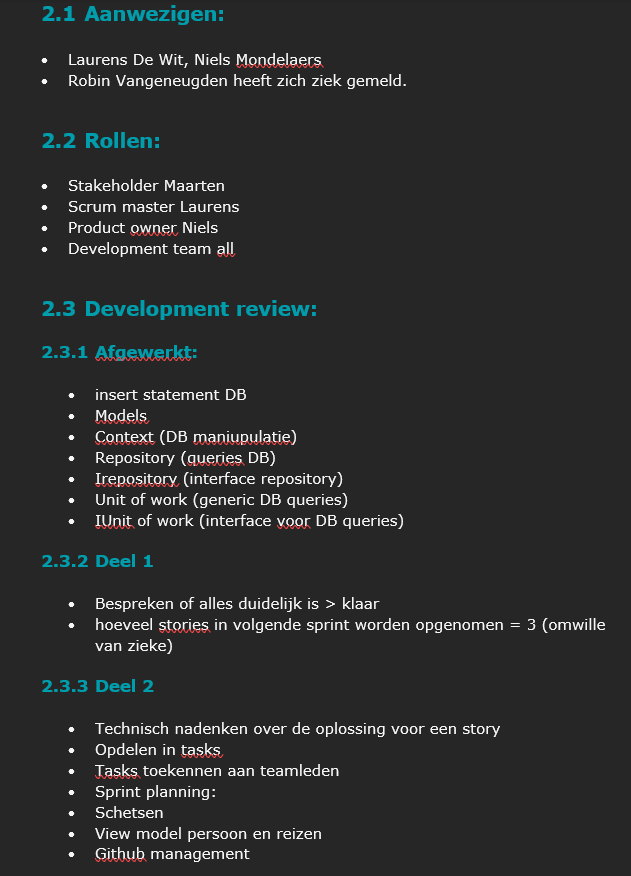 2.1 Aanwezigen:
• Laurens De Wit, Niels Mondelaers
• Robin Vangeneugden heeft zich ziek gemeld.
2.2 Rollen:
• Stakeholder Maarten
• Scrum master Laurens
• Product owner Niels
• Development team all
2.3 Development review:
2.3.1 Afgewerkt:
• insert statement DB
• Models
• Context (DB maniupulatie)
• Repository (queries DB)
• Irepository (interface repository)
• Unit of work (generic DB queries)
• IUnit of work (interface voor DB queries)
2.3.2 Deel 1
• Bespreken of alles duidelijk is > klaar
• hoeveel stories in volgende sprint worden opgenomen = 3 (omwille
van zieke)
2.3.3 Deel 2
• Technisch nadenken over de oplossing voor een story
• Opdelen in tasks
• Tasks toekennen aan teamleden
• Sprint planning:
• Schetsen
• View model persoon en reizen
• Github management